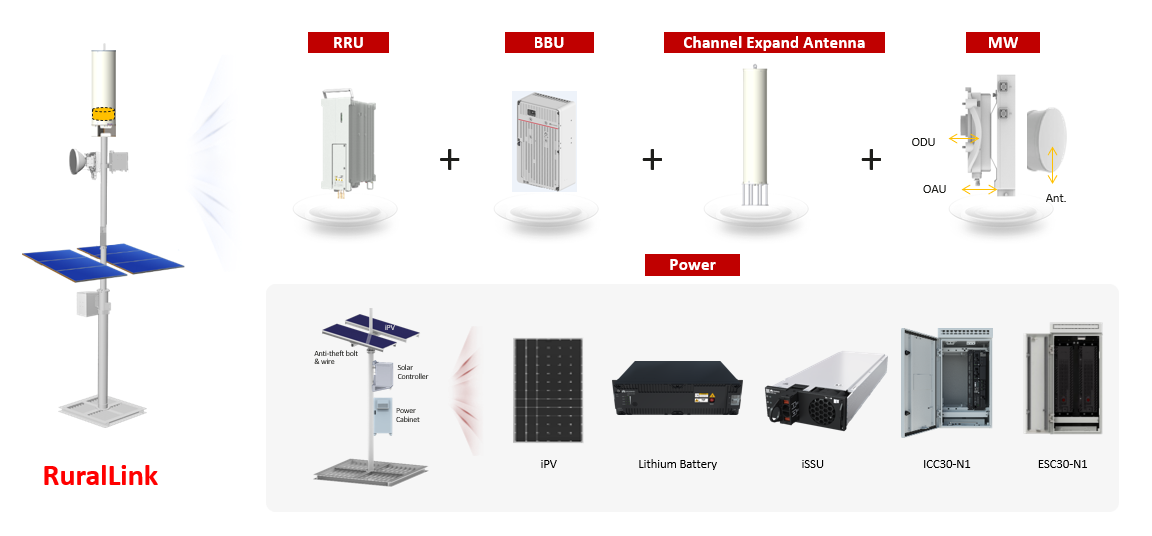 RRU
BBU
Channel Expand Antenna
MW
ODU
OAU
Ant.
Power
iPV
Anti-theft bolt
& wire
Solar
Controller
Power
Cabinet
iPV
Lithium Battery
iSSU
ICC30-N1
ESC30-N1
RuralLink